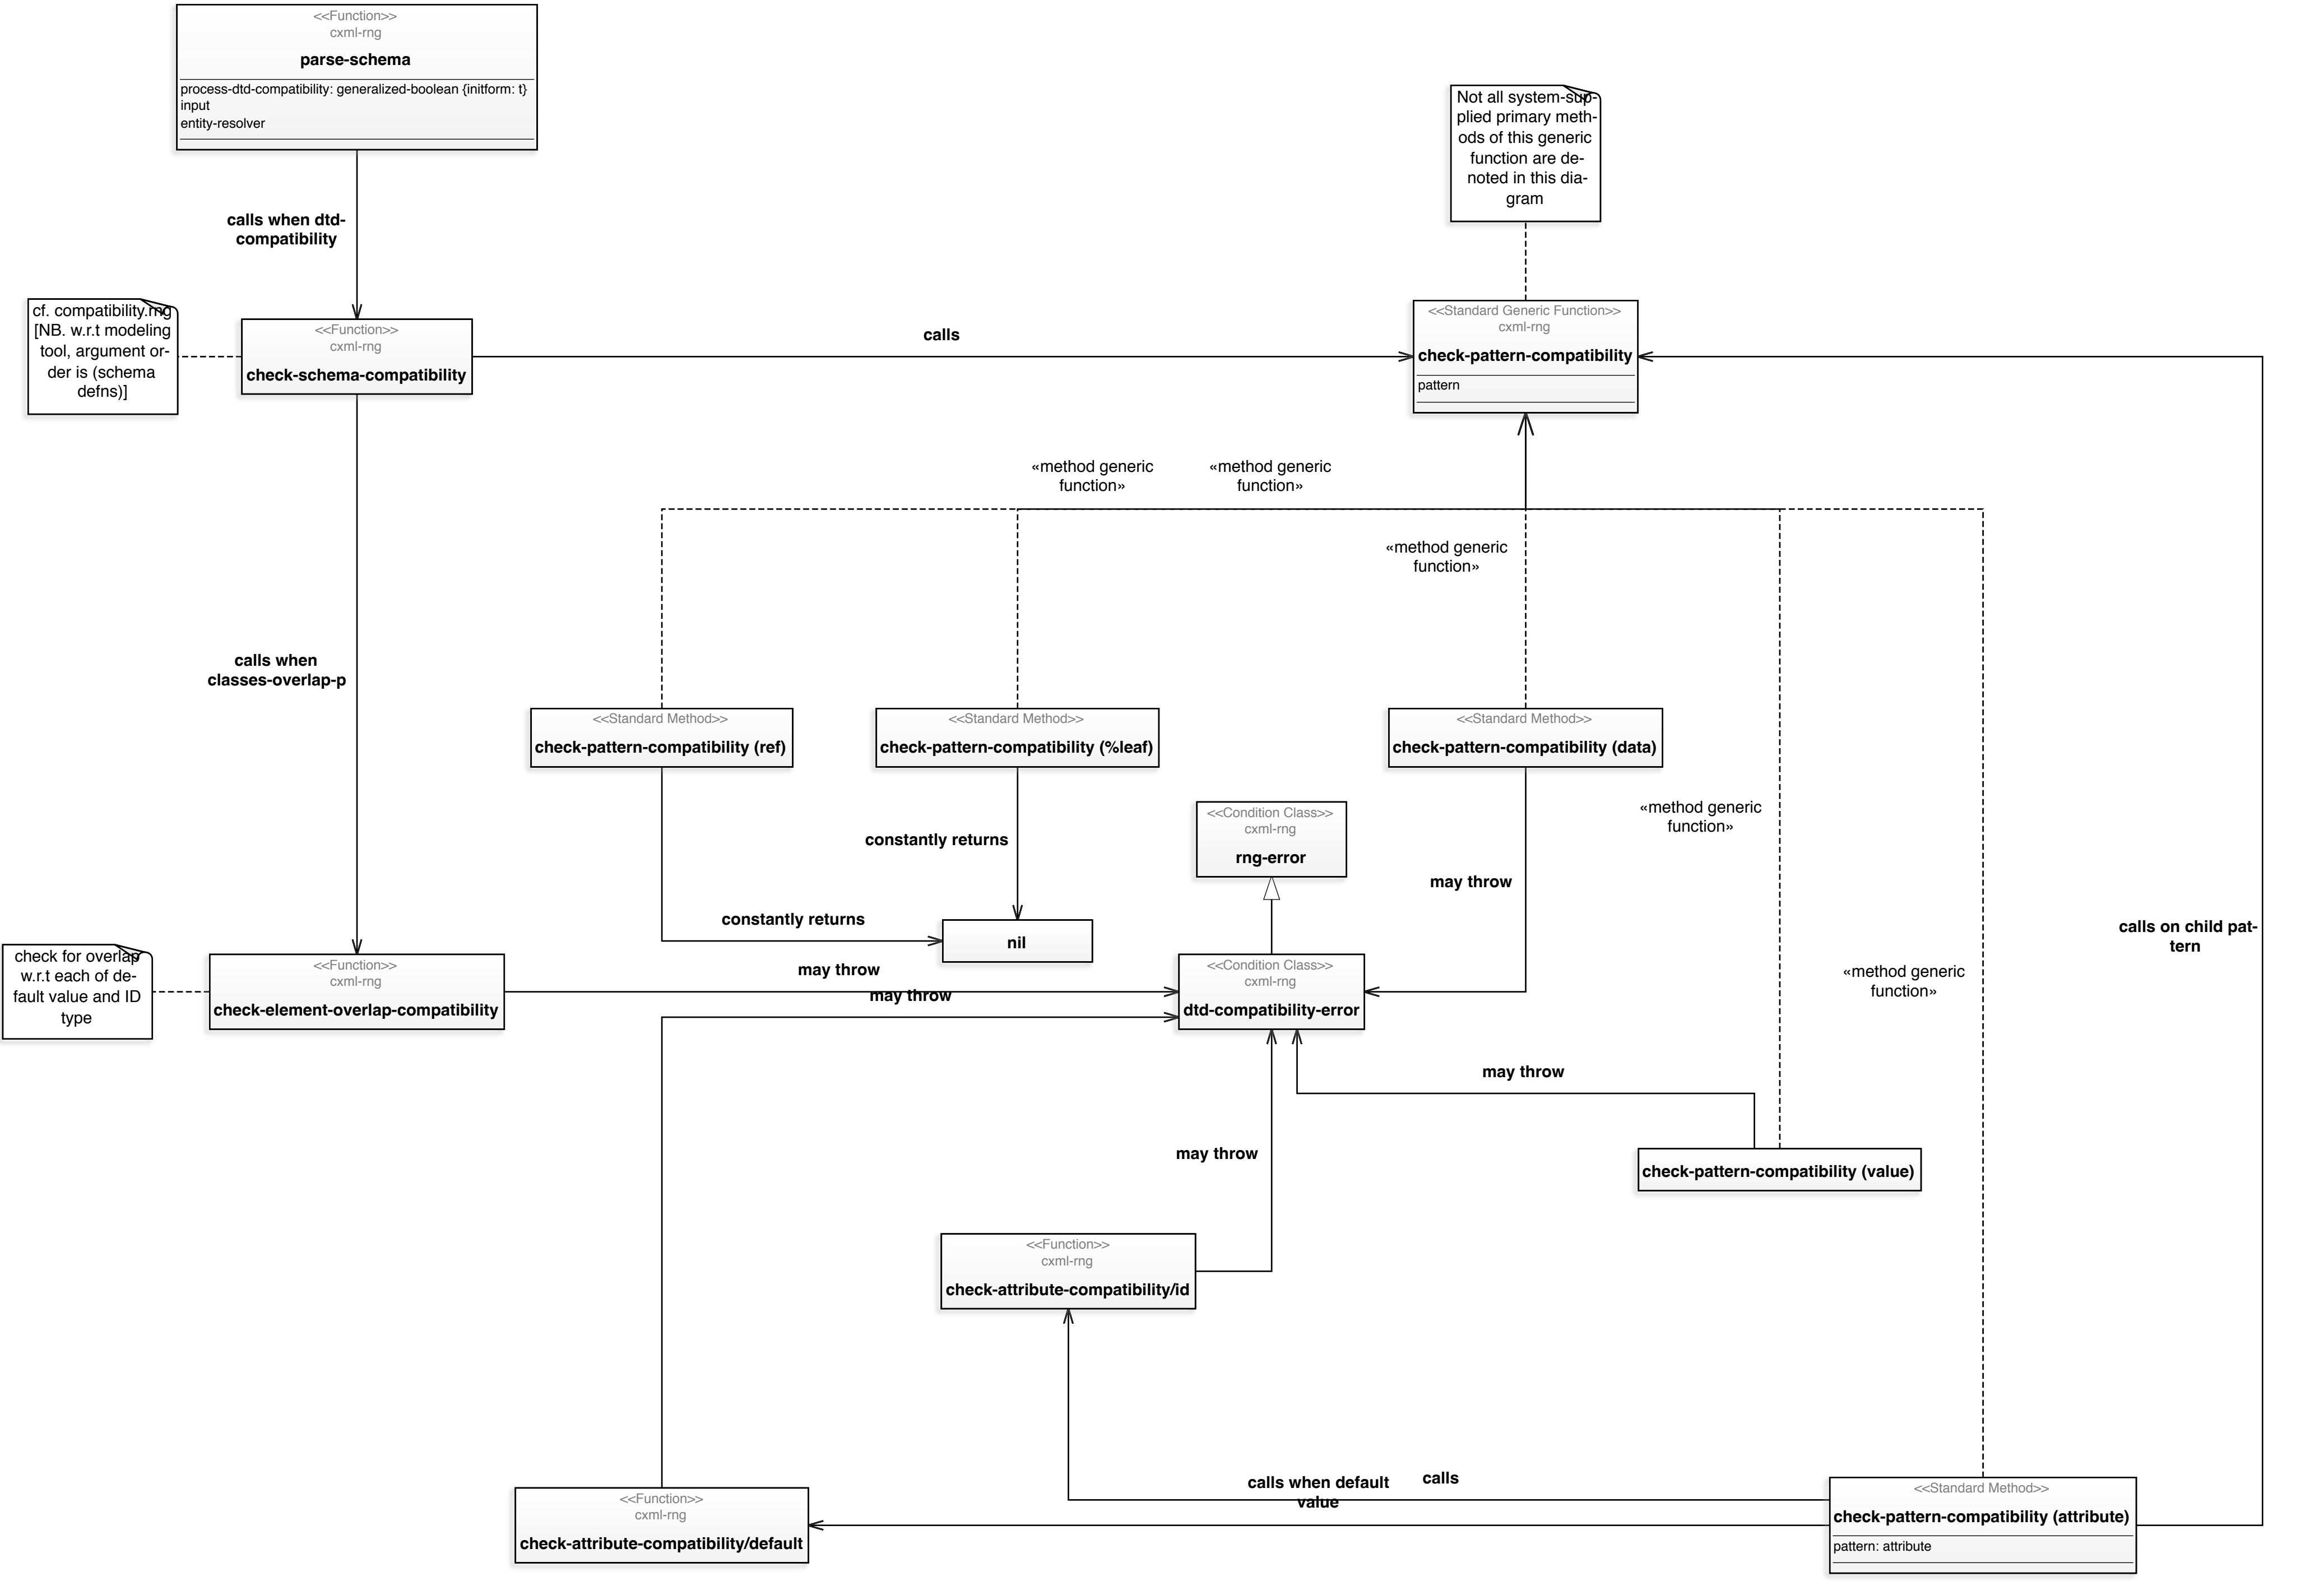 <<Function>>
cxml-rng
parse-schema
process-dtd-compatibility: generalized-boolean {initform: t}
input
entity-resolver
Not all system-sup-
plied primary meth-
ods of this generic
function are de-
noted in this dia-
gram
calls when dtd-
compatibility
cf. compatibility.rng
[NB. w.r.t modeling
tool, argument or-
der is (schema
defns)]
<<Function>>
cxml-rng
check-schema-compatibility
calls
<<Standard Generic Function>>
cxml-rng
check-pattern-compatibility
pattern
«method generic
function»
«method generic
function»
«method generic
function»
calls when
classes-overlap-p
<<Standard Method>>
check-pattern-compatibility (ref)
<<Standard Method>>
check-pattern-compatibility (%leaf)
<<Standard Method>>
check-pattern-compatibility (data)
<<Condition Class>>
cxml-rng
rng-error
«method generic
function»
constantly returns
may throw
constantly returns
nil
calls on child pat-
tern
check for overlap
w.r.t each of de-
fault value and ID
type
<<Function>>
cxml-rng
check-element-overlap-compatibility
may throw
may throw
<<Condition Class>>
cxml-rng
dtd-compatibility-error
«method generic
function»
may throw
may throw
check-pattern-compatibility (value)
<<Function>>
cxml-rng
check-attribute-compatibility/id
calls when default
value
calls
<<Function>>
cxml-rng
check-attribute-compatibility/default
<<Standard Method>>
check-pattern-compatibility (attribute)
pattern: attribute